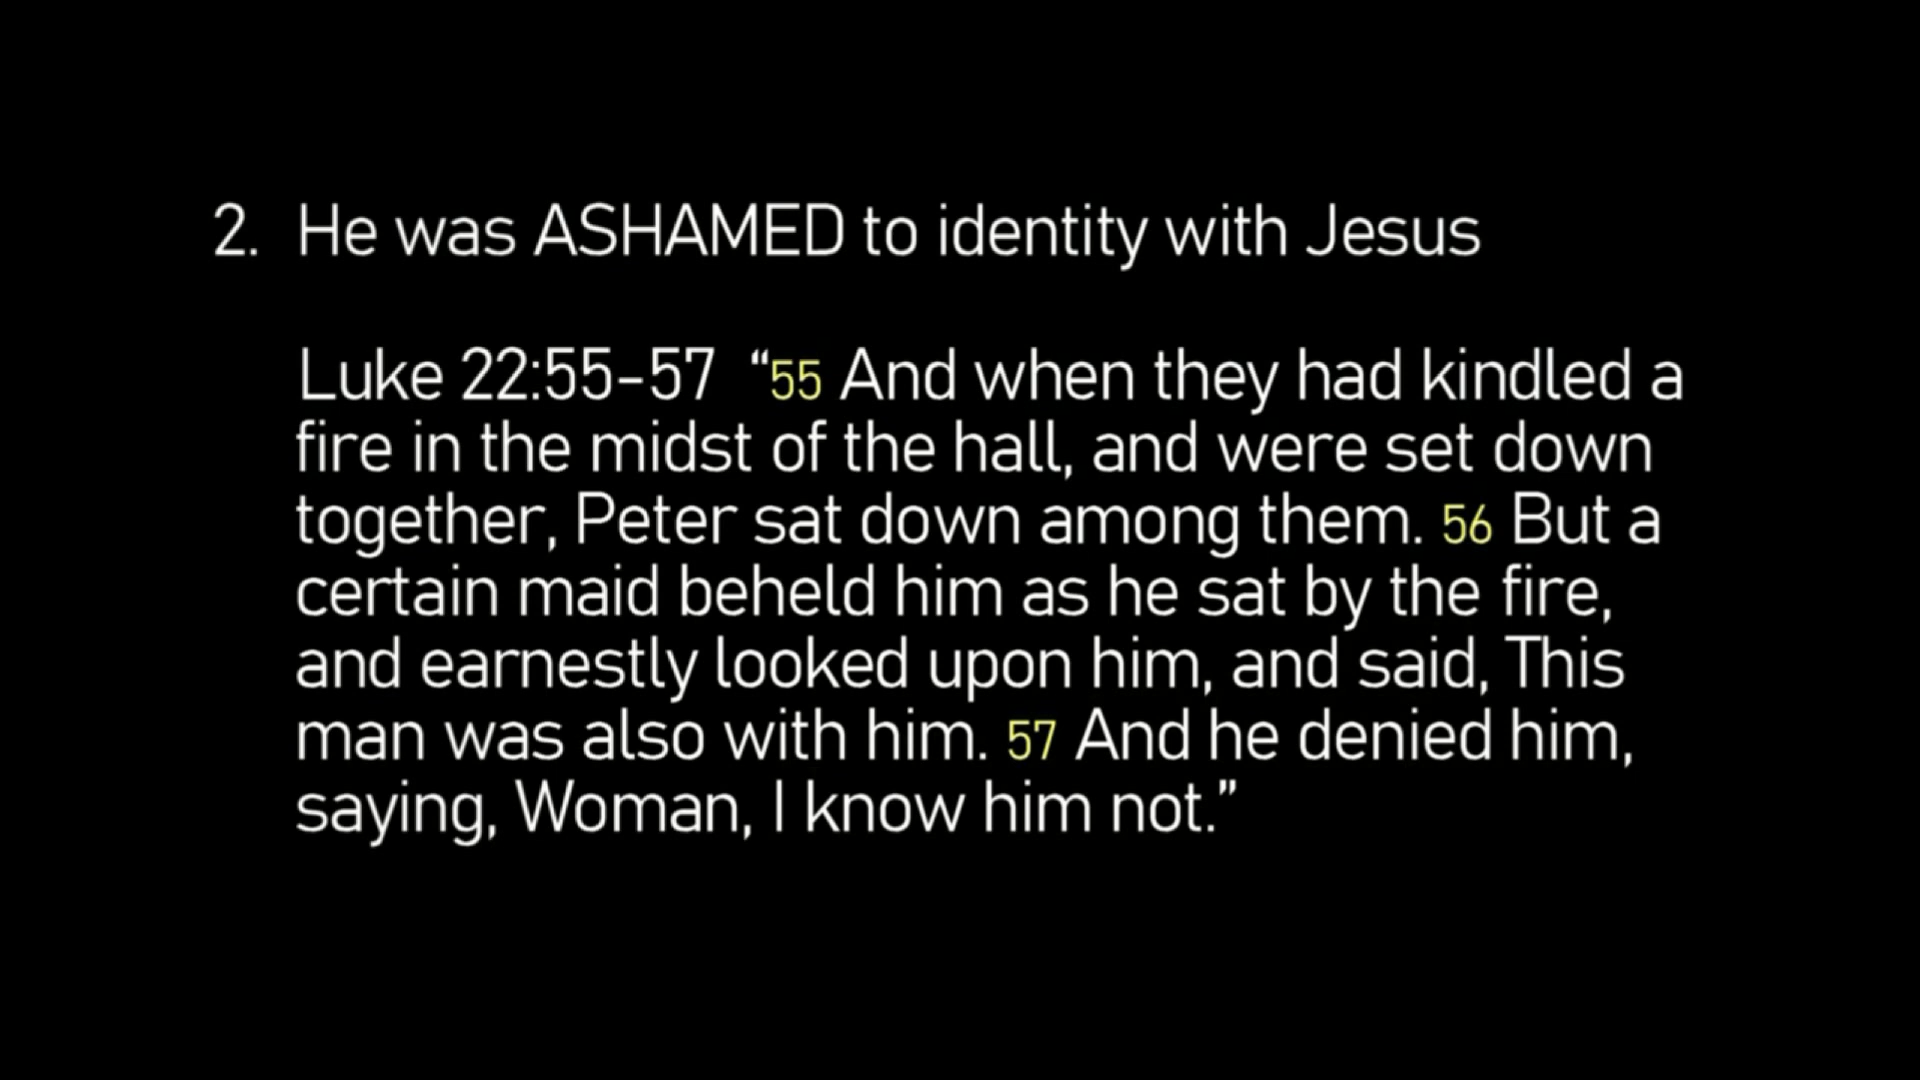 2. He was ASHAMED to identity with Jesus
Luke 22:55-57 “55 And when they had kindled a
fire in the midst of the hall, and were set down
together, Peter sat down among them. 56 But a
certain maid beheld him as he sat by the fire,
and earnestly looked upon him, and said, This
man was also with him. 57 And he denied him,
saying, Woman, I know him not.”